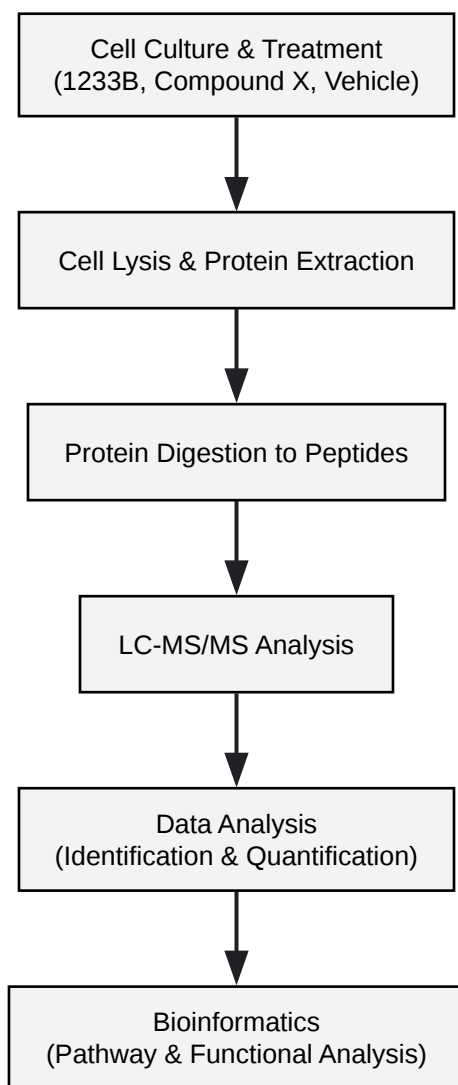 Cell Culture & Treatment
(1233B, Compound X, Vehicle)
Cell Lysis & Protein Extraction
Protein Digestion to Peptides
LC-MS/MS Analysis
Data Analysis
(Identification & Quantification)
Bioinformatics
(Pathway & Functional Analysis)